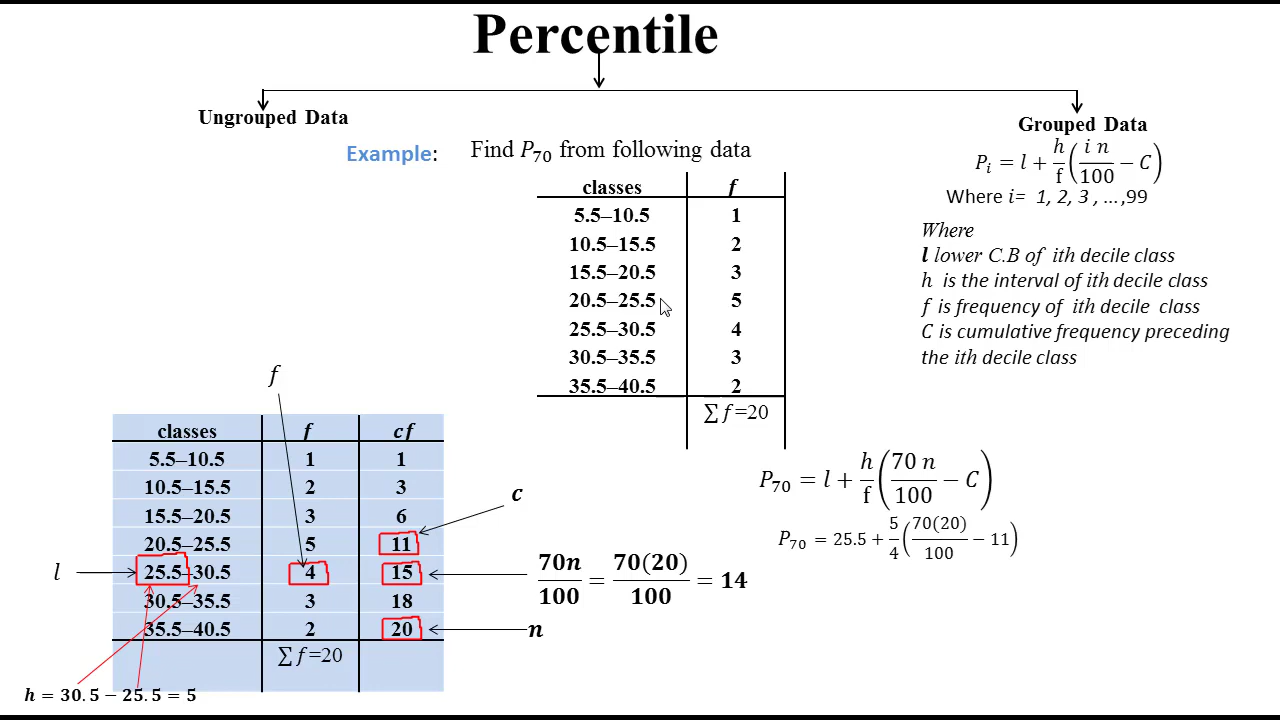 Percentile
Ungrouped Data
Grouped Data
Example: Find P₇₀ from following data
Pᵢ = l + h/f (i n/100 − C)
Where i= 1, 2, 3 , …,99
Where
l lower C.B of ith decile class
h is the interval of ith decile class
f is frequency of ith decile class
C is cumulative frequency preceding
the ith decile class
classes f
5.5–10.5 1
10.5–15.5 2
15.5–20.5 3
20.5–25.5 5
25.5–30.5 4
30.5–35.5 3
35.5–40.5 2
∑ f =20
f
classes f cf
5.5–10.5 1 1
10.5–15.5 2 3
15.5–20.5 3 6
20.5–25.5 5 11
25.5–30.5 4 15
30.5–35.5 3 18
35.5–40.5 2 20
∑ f =20
l
c
n
h = 30.5 − 25.5 = 5
70n/100 = 70(20)/100 = 14
P₇₀ = l + h/f (70 n/100 − C)
P₇₀ = 25.5 + 5/4 (70(20)/100 − 11)